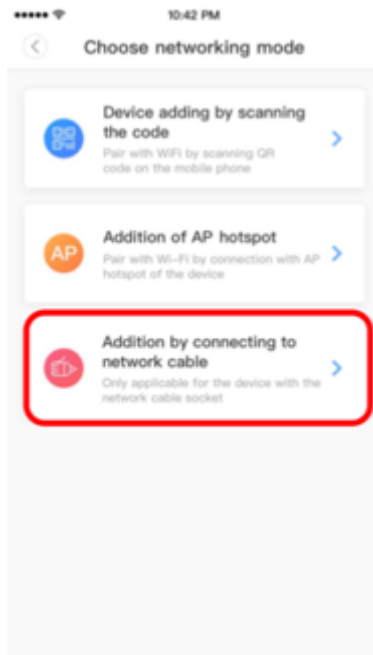 10:42 PM
Choose networking mode
Device adding by scanning
the code
Pair with WiFi by scanning QR
code on the mobile phone
AP
Addition of AP hotspot
Pair with Wi-Fi by connection with AP
hotspot of the device
Addition by connecting to
network cable
Only applicable for the device with the
network cable socket